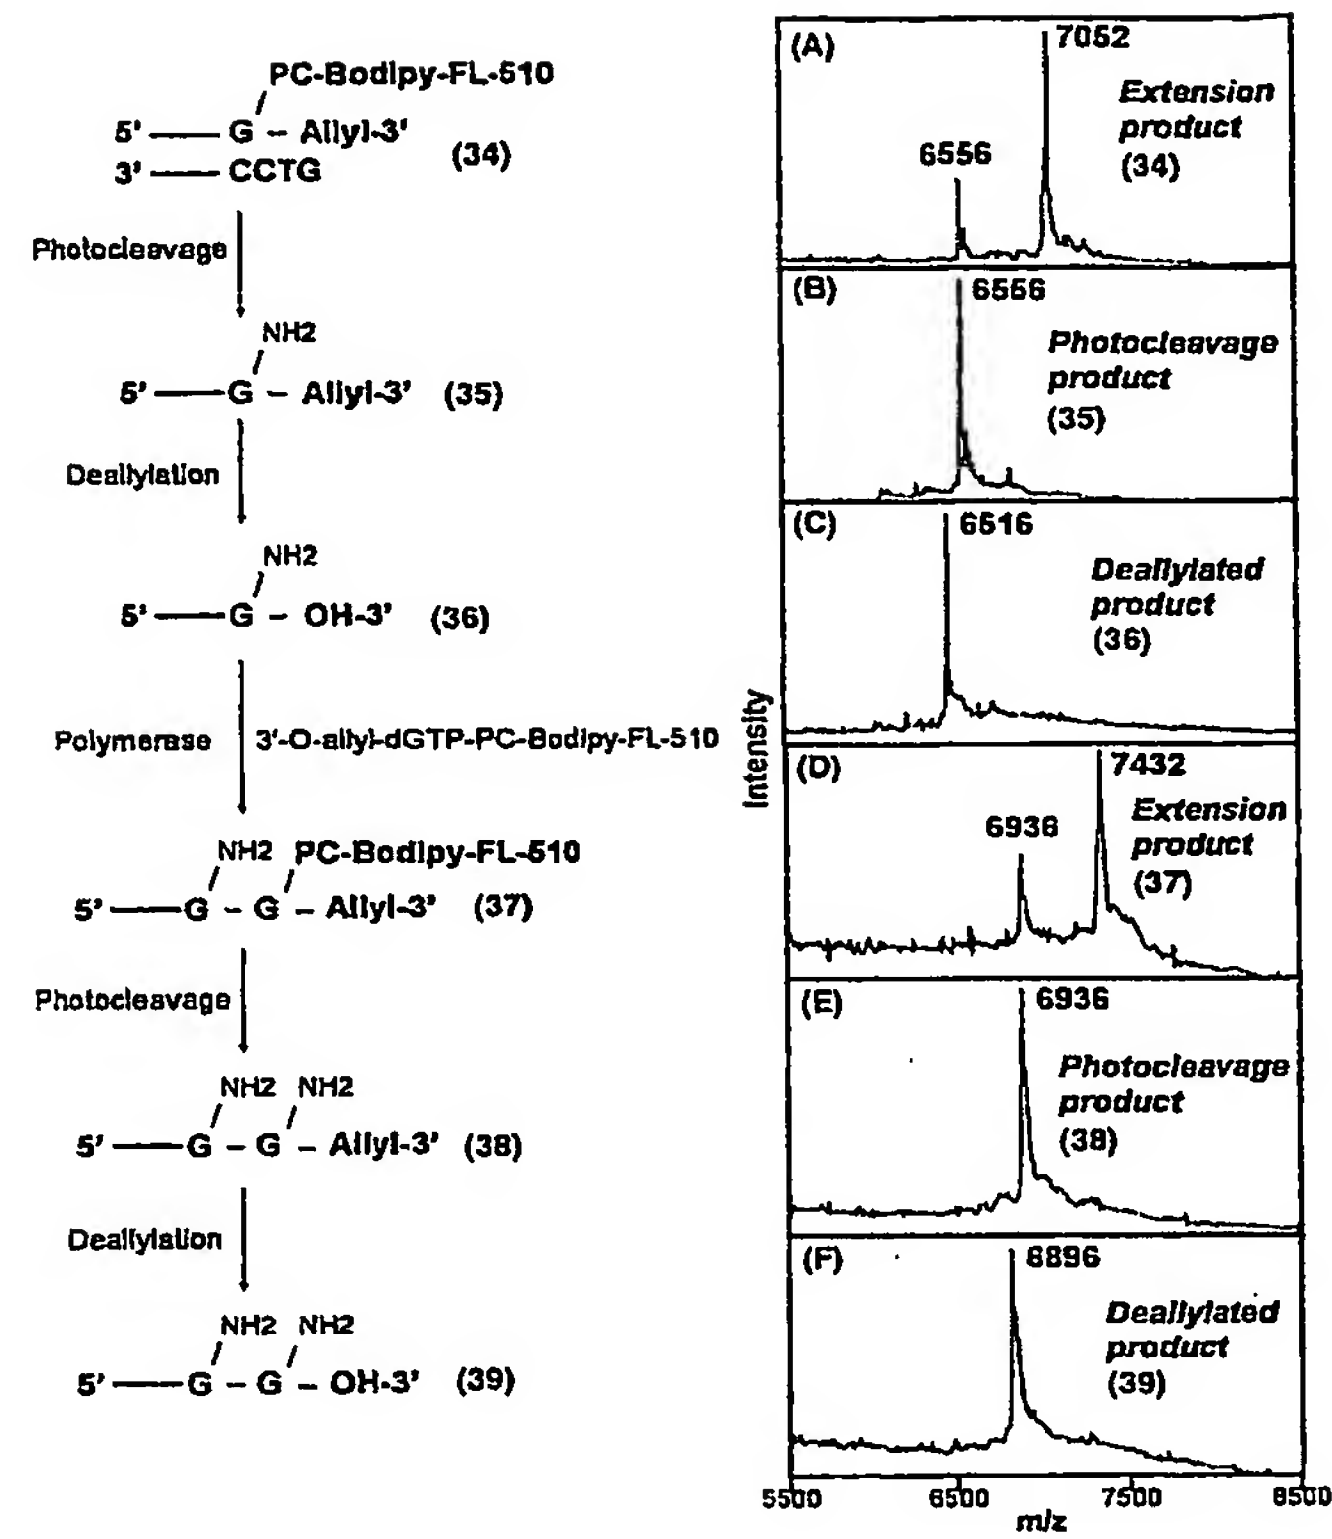 PC-Bodipy-FL-510
5' G - Allyl-3'
(34)
3' CCTG
Photocleavage
NH2
5' G - Allyl-3' (35)
Deallylation
NH2
5' G - OH-3' (36)
Polymerase 3'-O-allyl-dGTP-PC-Bodipy-FL-510
NH2 PC-Bodipy-FL-510
5' G - G - Allyl-3' (37)
Photocleavage
NH2 NH2
5' G - G - Allyl-3' (38)
Deallylation
NH2 NH2
5' G - G - OH-3' (39)
(A)
7052
Extension
product
(34)
6556
(B)
6556
Photocleavage
product
(35)
(C)
6516
Deallylated
product
(36)
Intensity
(D)
7432
Extension
product
(37)
6936
(E)
6936
Photocleavage
product
(38)
(F)
6896
Deallylated
product
(39)
5500 6500 7500 8500
m/z